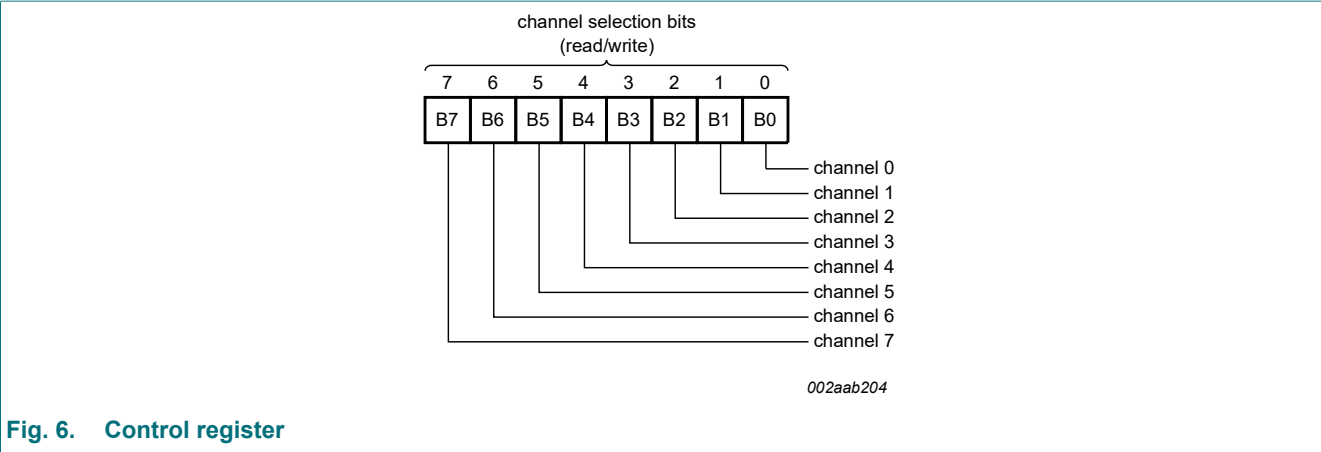 channel selection bits
(read/write)
7 6 5 4 3 2 1 0
B7 B6 B5 B4 B3 B2 B1 B0
channel 0
channel 1
channel 2
channel 3
channel 4
channel 5
channel 6
channel 7
002aab204
Fig. 6. Control register